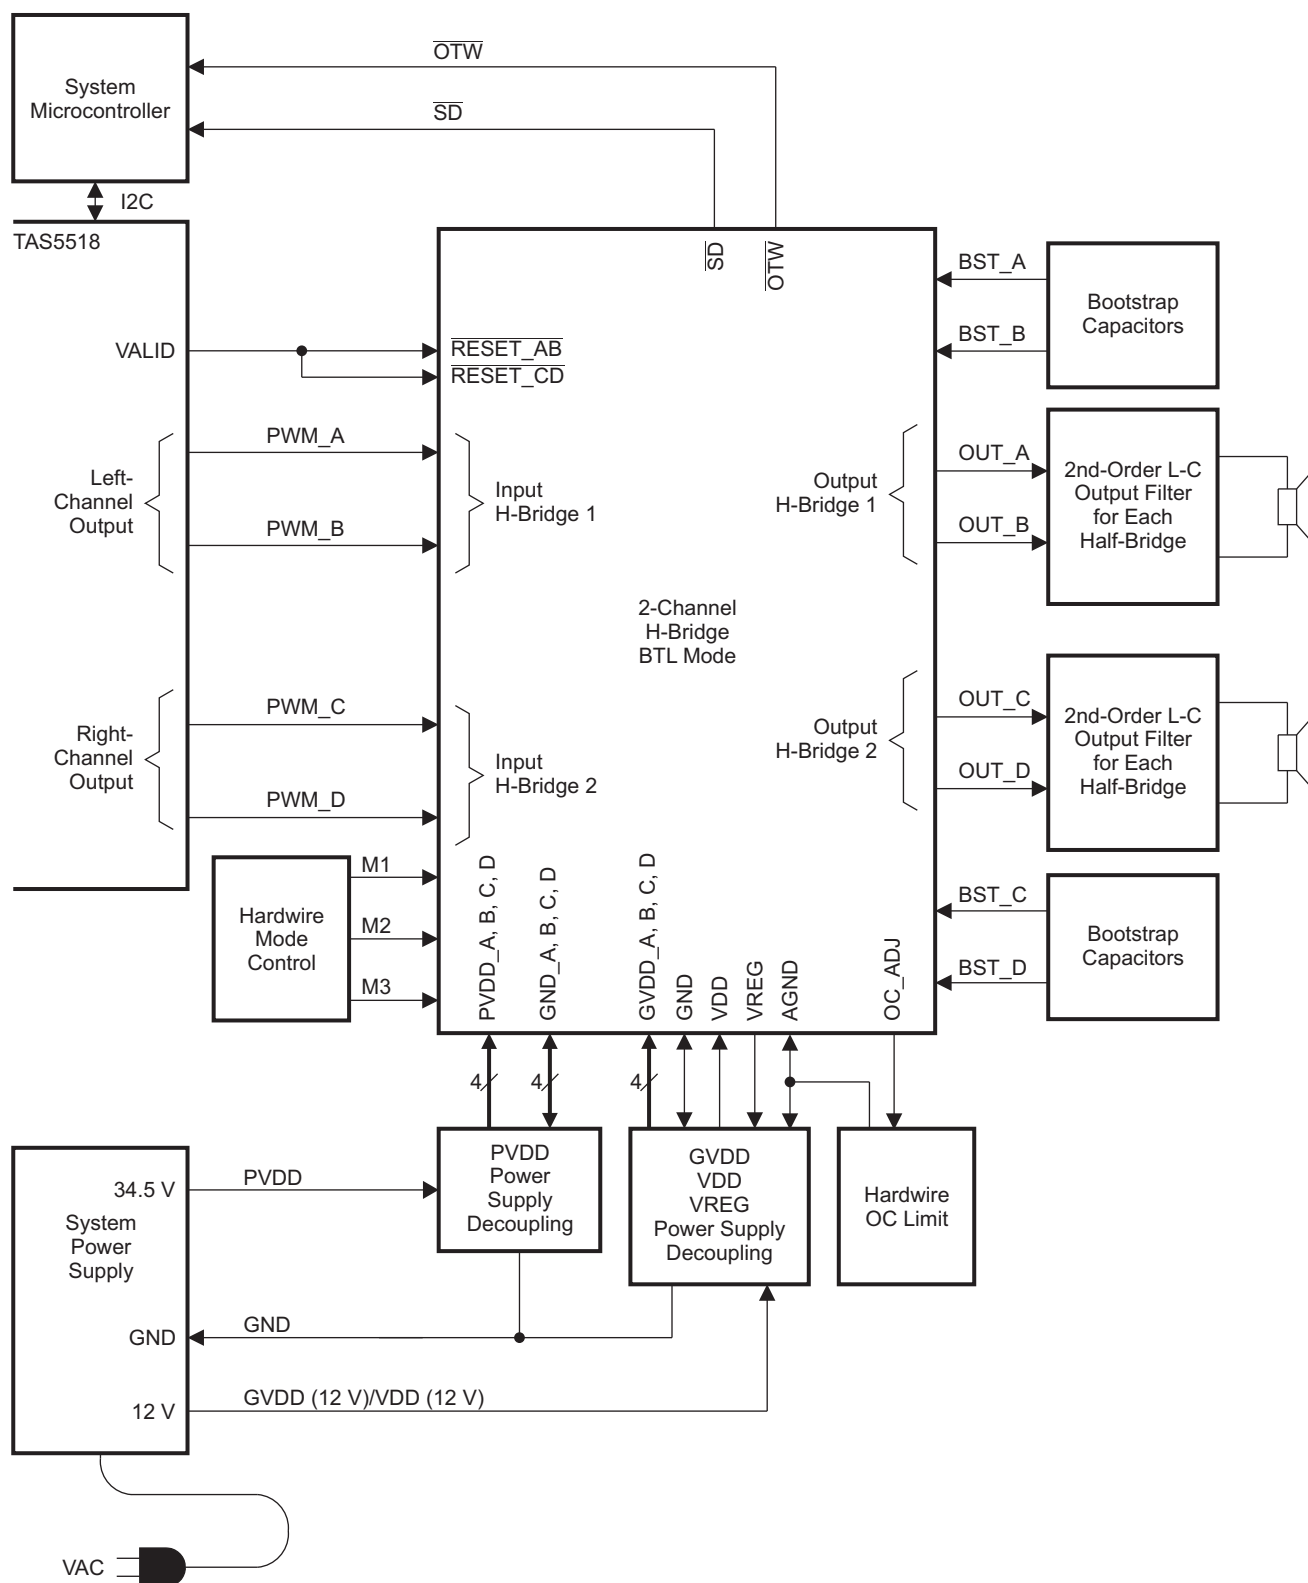 OTW
System
Microcontroller
SD
I2C
TAS5518
SD
OTW
BST_A
Bootstrap
Capacitors
BST_B
VALID
RESET_AB
RESET_CD
PWM_A
Left-
Channel
Output
PWM_B
Input
H-Bridge 1
Output
H-Bridge 1
OUT_A
OUT_B
2nd-Order L-C
Output Filter
for Each
Half-Bridge
2-Channel
H-Bridge
BTL Mode
PWM_C
Right-
Channel
Output
PWM_D
Input
H-Bridge 2
Output
H-Bridge 2
OUT_C
OUT_D
2nd-Order L-C
Output Filter
for Each
Half-Bridge
M1
M2
M3
Hardwire
Mode
Control
PVDD_A, B, C, D
GND_A, B, C, D
GVDD_A, B, C, D
GND
VDD
VREG
AGND
OC_ADJ
BST_C
Bootstrap
Capacitors
BST_D
4
4
4
PVDD
Power
Supply
Decoupling
GVDD
VDD
VREG
Power Supply
Decoupling
Hardwire
OC Limit
34.5 V
PVDD
System
Power
Supply
GND
GND
12 V
GVDD (12 V)/VDD (12 V)
VAC